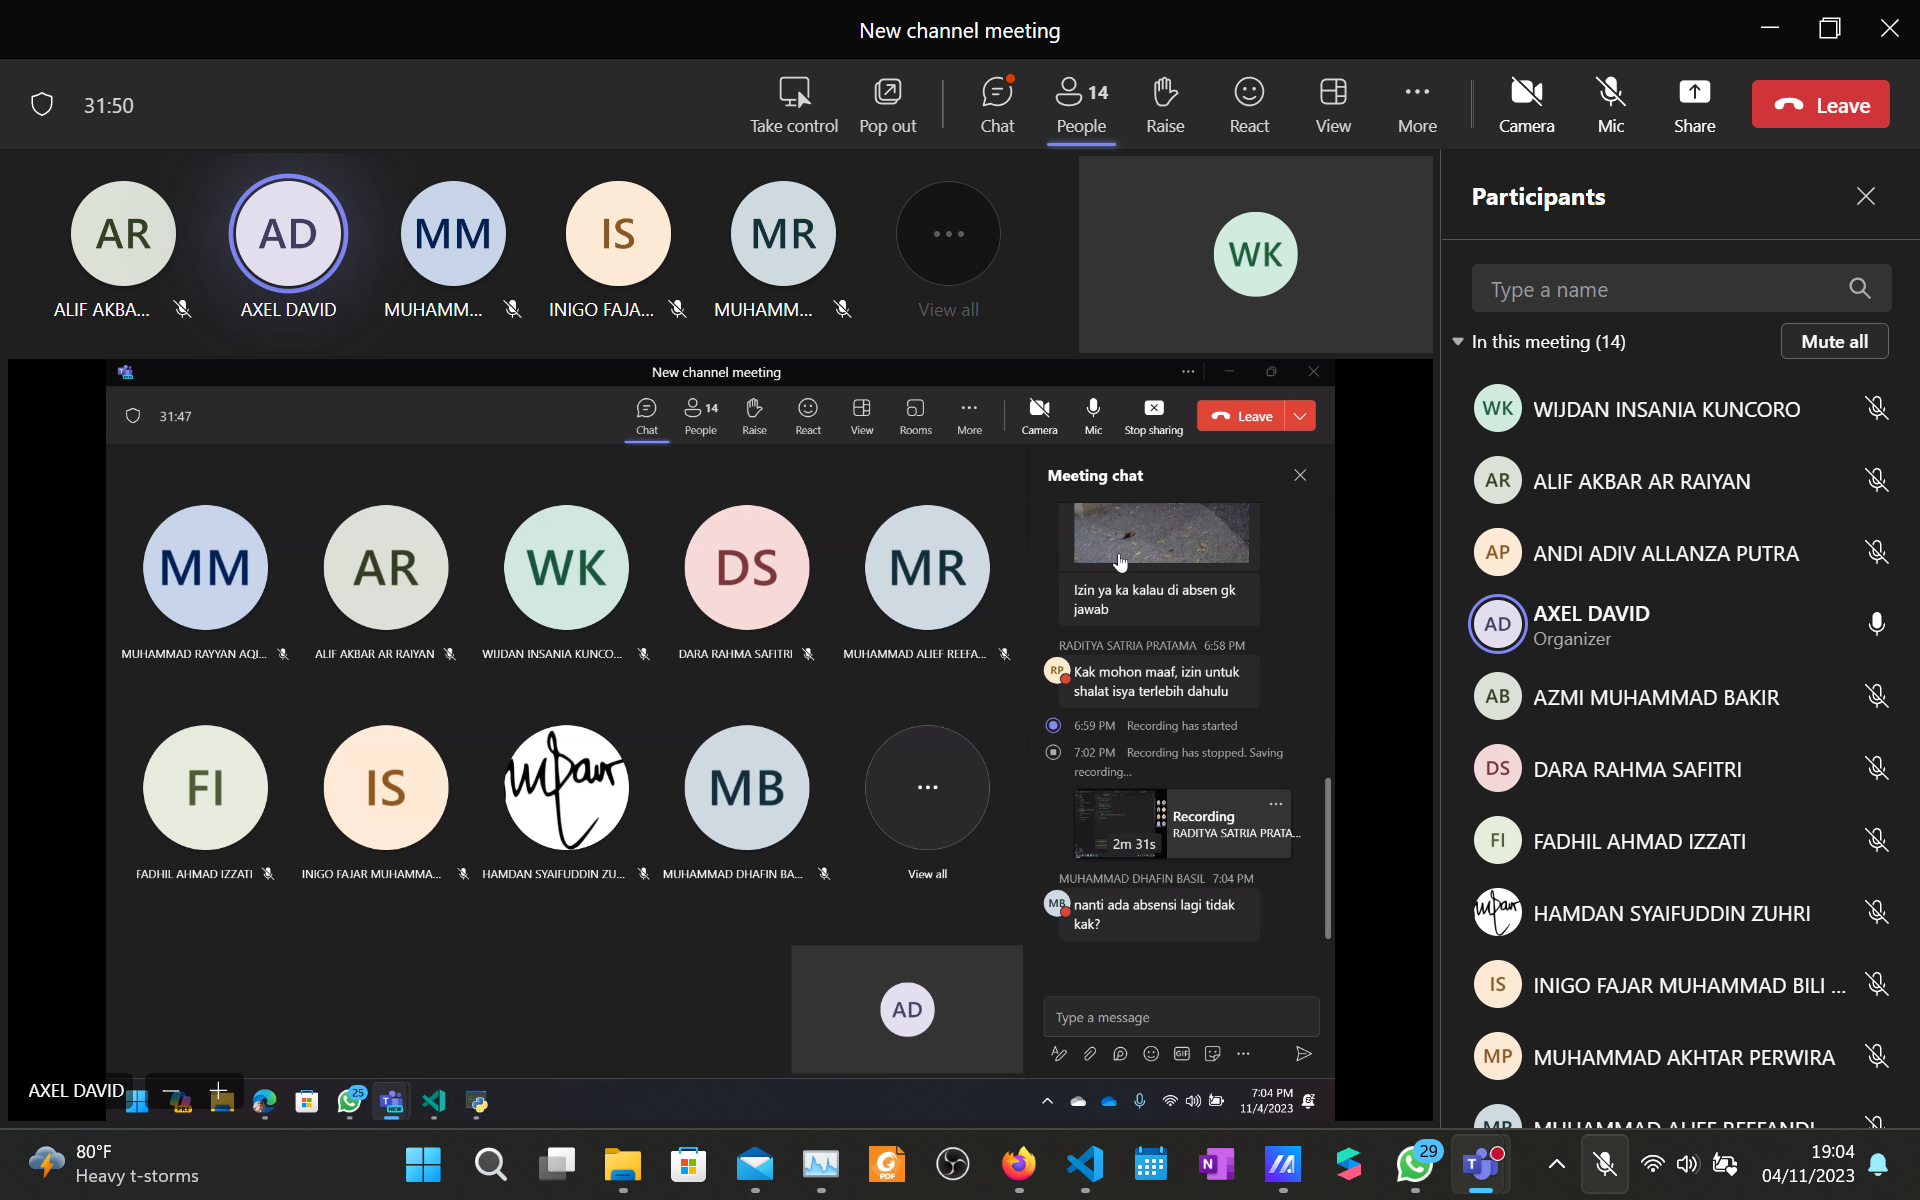 New channel meeting
31:50
Take control
Pop out
Chat
14
People
Raise
React
View
More
Camera
Mic
Share
Leave
AR
AD
MM
IS
MR
WK
ALIF AKBA...
AXEL DAVID
MUHAMM...
INIGO FAJA...
MUHAMM...
View all
New channel meeting
31:47
Chat
14
People
Raise
React
View
Rooms
More
Camera
Mic
Stop sharing
Leave
MM
AR
WK
DS
MR
MUHAMMAD RAYYAN AQI...
ALIF AKBAR AR RAIYAN
WIJDAN INSANIA KUNCO...
DARA RAHMA SAFITRI
MUHAMMAD ALIEF REEFA...
FI
IS
MB
FADHIL AHMAD IZZATI
INIGO FAJAR MUHAMMA...
HAMDAN SYAIFUDDIN ZU...
MUHAMMAD DHAFIN BA...
View all
AD
Meeting chat
Izin ya ka kalau di absen gk
jawab
RADITYA SATRIA PRATAMA 6:58 PM
RP
Kak mohon maaf, izin untuk
shalat isya terlebih dahulu
6:59 PM Recording has started
7:02 PM Recording has stopped. Saving
recording...
2m 31s
Recording
RADITYA SATRIA PRATA...
MUHAMMAD DHAFIN BASIL 7:04 PM
MB
nanti ada absensi lagi tidak
kak?
Type a message
GIF
AXEL DAVID
25
NEW
7:04 PM
11/4/2023
Participants
Type a name
In this meeting (14)
Mute all
WK WIJDAN INSANIA KUNCORO
AR ALIF AKBAR AR RAIYAN
AP ANDI ADIV ALLANZA PUTRA
AD AXEL DAVID
Organizer
AB AZMI MUHAMMAD BAKIR
DS DARA RAHMA SAFITRI
FI FADHIL AHMAD IZZATI
HAMDAN SYAIFUDDIN ZUHRI
IS INIGO FAJAR MUHAMMAD BILI ...
MP MUHAMMAD AKHTAR PERWIRA
MR MUHAMMAD ALIEF REEFANDI
80°F
Heavy t-storms
PDF
29
19:04
04/11/2023